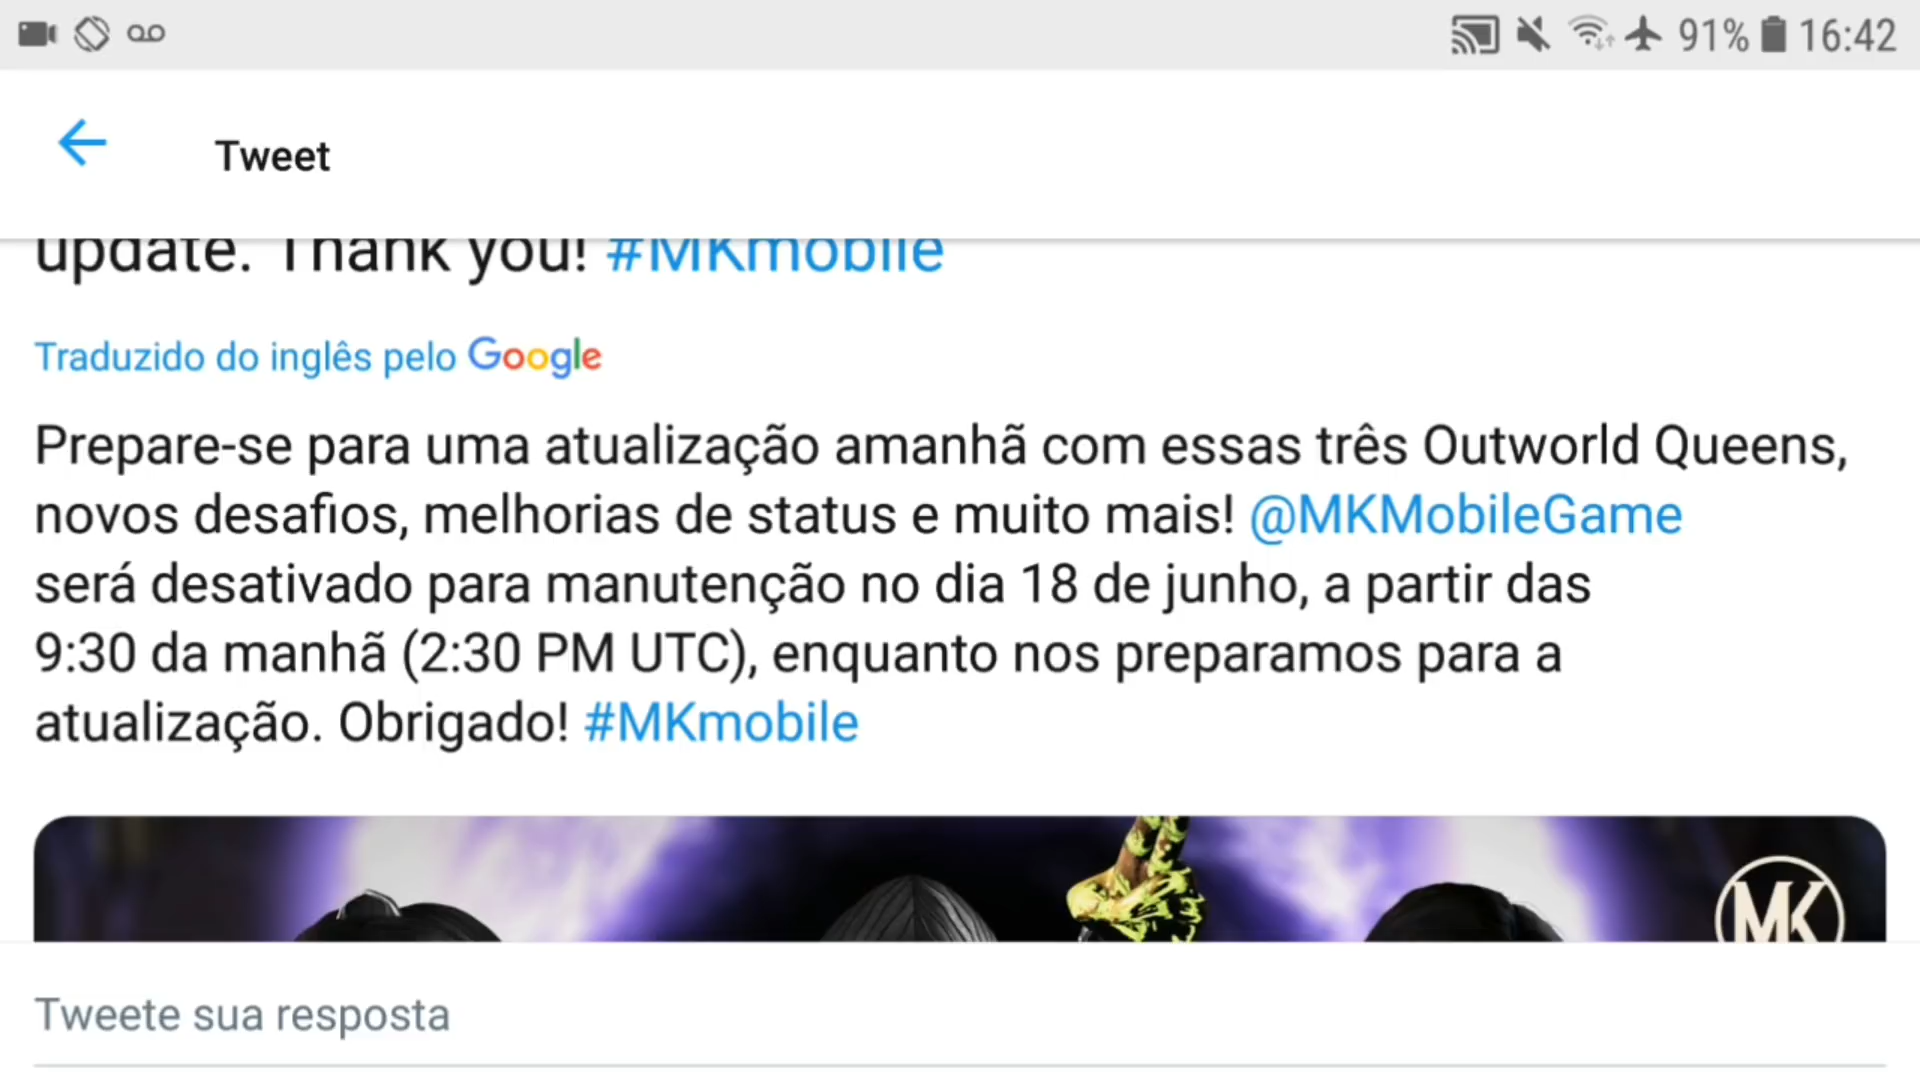 91% 16:42
Tweet
update. Thank you! #MKmobile
Traduzido do inglês pelo Google
Prepare-se para uma atualização amanhã com essas três Outworld Queens,
novos desafios, melhorias de status e muito mais! @MKMobileGame
será desativado para manutenção no dia 18 de junho, a partir das
9:30 da manhã (2:30 PM UTC), enquanto nos preparamos para a
atualização. Obrigado! #MKmobile
MK
Tweete sua resposta